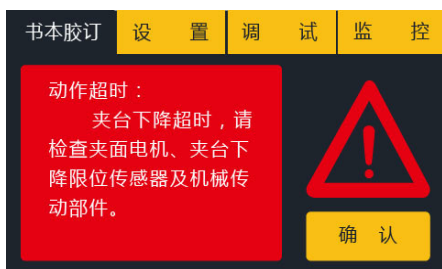 书本胶订 设 置 调 试 监 控
动作超时：
夹台下降超时，请
检查夹面电机、夹台下
降限位传感器及机械传
动部件。
确 认